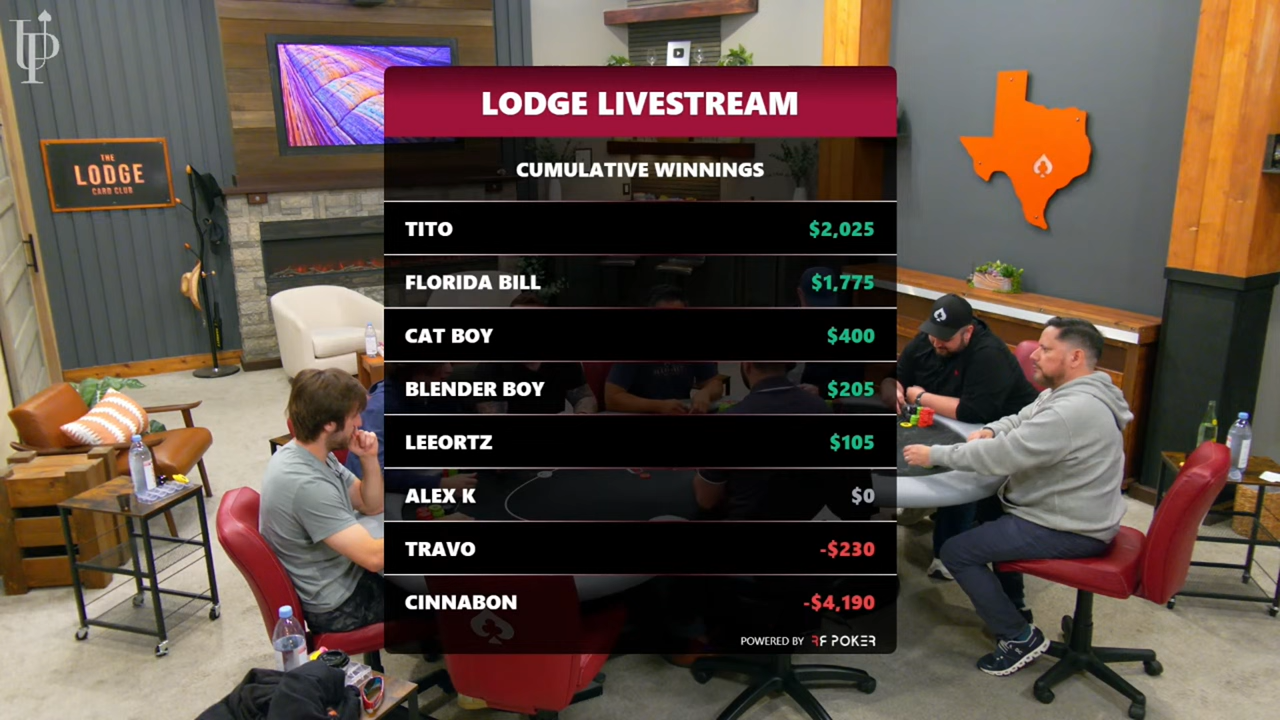 UP
THE
LODGE
CARD CLUB
LODGE LIVESTREAM
CUMULATIVE WINNINGS
TITO $2,025
FLORIDA BILL $1,775
CAT BOY $400
BLENDER BOY $205
LEEORTZ $105
ALEX K $0
TRAVO -$230
CINNABON -$4,190
POWERED BY RF POKER